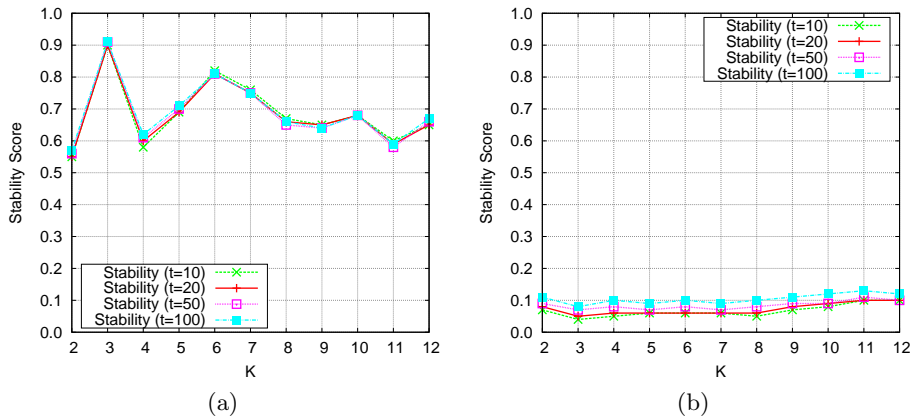 1.0
0.9
0.8
0.7
0.6
0.5
0.4
0.3
0.2
0.1
0.0
Stability Score
Stability (t=10)
Stability (t=20)
Stability (t=50)
Stability (t=100)
2 3 4 5 6 7 8 9 10 11 12
K
(a)
1.0
0.9
0.8
0.7
0.6
0.5
0.4
0.3
0.2
0.1
0.0
Stability Score
Stability (t=10)
Stability (t=20)
Stability (t=50)
Stability (t=100)
2 3 4 5 6 7 8 9 10 11 12
K
(b)